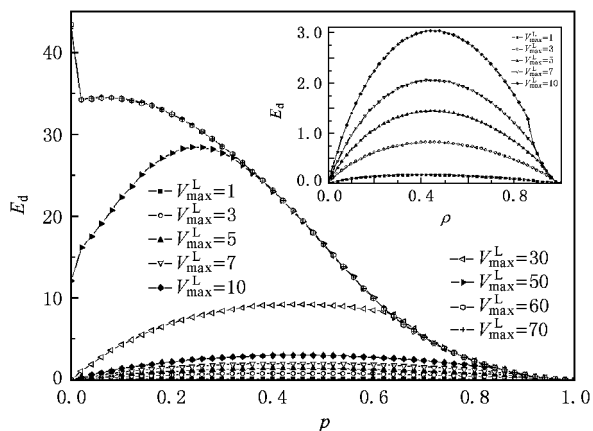 E_d
40
30
20
10
0
0.0 0.2 0.4 0.6 0.8 1.0
p
V^L_max=1
V^L_max=3
V^L_max=5
V^L_max=7
V^L_max=10
V^L_max=30
V^L_max=50
V^L_max=60
V^L_max=70
E_d
3.0
2.0
1.0
0.0
0.0 0.4 0.8
ρ
V^L_max=1
V^L_max=3
V^L_max=5
V^L_max=7
V^L_max=10